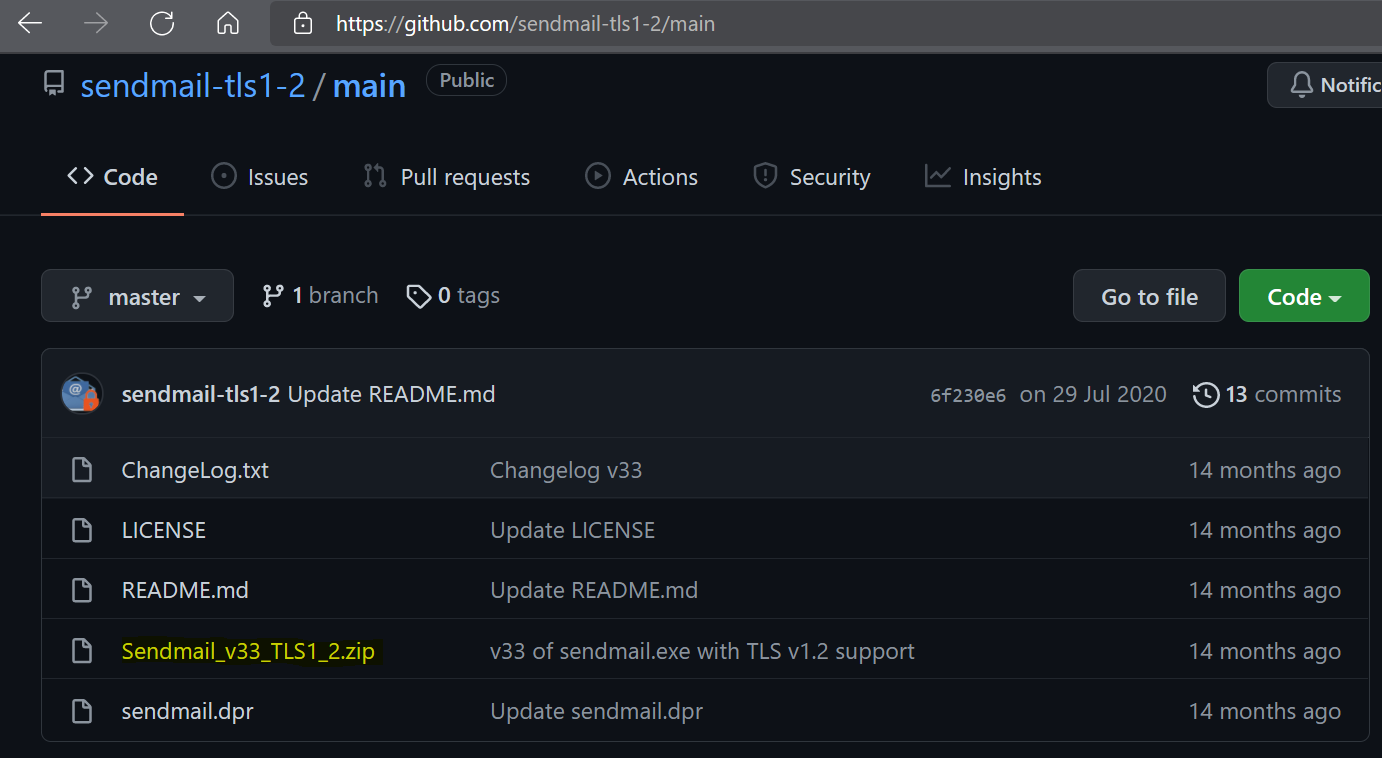 https://github.com/sendmail-tls1-2/main
sendmail-tls1-2 / main Public
Notific
Code Issues Pull requests Actions Security Insights
master 1 branch 0 tags Go to file Code
sendmail-tls1-2 Update README.md 6f230e6 on 29 Jul 2020 13 commits
ChangeLog.txt Changelog v33 14 months ago
LICENSE Update LICENSE 14 months ago
README.md Update README.md 14 months ago
Sendmail_v33_TLS1_2.zip v33 of sendmail.exe with TLS v1.2 support 14 months ago
sendmail.dpr Update sendmail.dpr 14 months ago